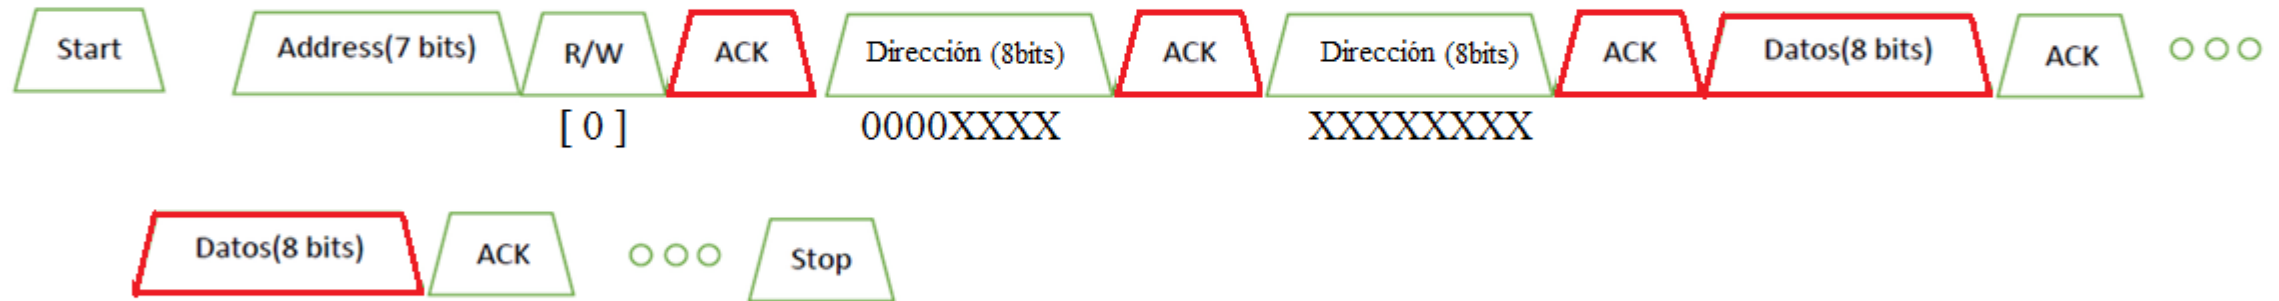 Start Address(7 bits) R/W ACK Dirección (8bits) ACK Dirección (8bits) ACK Datos(8 bits) ACK
[ 0 ] 0000XXXX XXXXXXXX
Datos(8 bits) ACK Stop